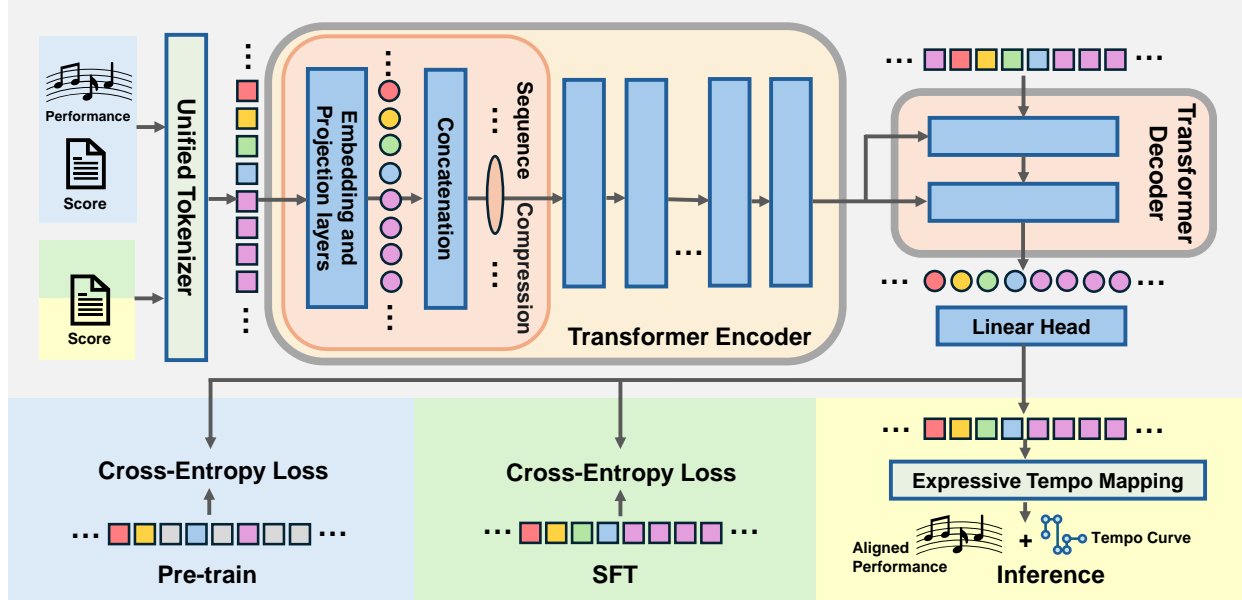 Performance
Score
Score
Unified Tokenizer
Embedding and
Projection layers
Concatenation
Sequence
Compression
Transformer Encoder
Transformer
Decoder
Linear Head
Cross-Entropy Loss
Pre-train
Cross-Entropy Loss
SFT
Expressive Tempo Mapping
Aligned
Performance
+
Tempo Curve
Inference